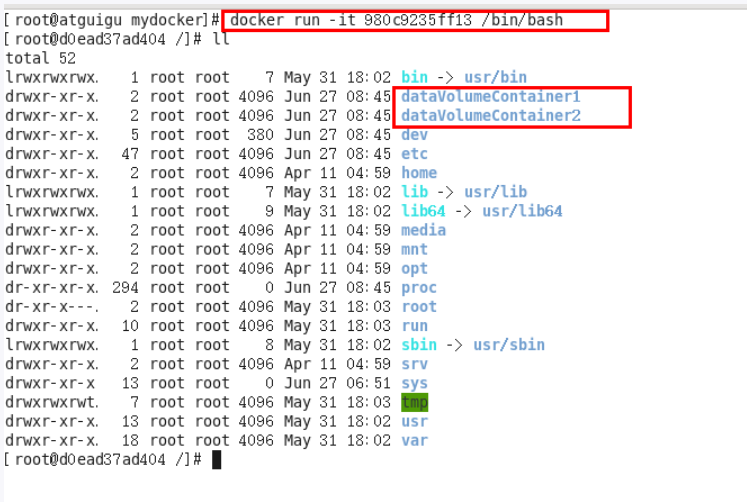 [root@atguigu mydocker]# docker run -it 980c9235ff13 /bin/bash
[root@d0ead37ad404 /]# ll
total 52
lrwxrwxrwx.   1 root root    7 May 31 18:02 bin -> usr/bin
drwxr-xr-x.   2 root root 4096 Jun 27 08:45 dataVolumeContainer1
drwxr-xr-x.   2 root root 4096 Jun 27 08:45 dataVolumeContainer2
drwxr-xr-x.   5 root root  380 Jun 27 08:45 dev
drwxr-xr-x.  47 root root 4096 Jun 27 08:45 etc
drwxr-xr-x.   2 root root 4096 Apr 11 04:59 home
lrwxrwxrwx.   1 root root    7 May 31 18:02 lib -> usr/lib
lrwxrwxrwx.   1 root root    9 May 31 18:02 lib64 -> usr/lib64
drwxr-xr-x.   2 root root 4096 Apr 11 04:59 media
drwxr-xr-x.   2 root root 4096 Apr 11 04:59 mnt
drwxr-xr-x.   2 root root 4096 Apr 11 04:59 opt
dr-xr-xr-x. 294 root root    0 Jun 27 08:45 proc
dr-xr-x---.   2 root root 4096 May 31 18:03 root
drwxr-xr-x.  10 root root 4096 May 31 18:03 run
lrwxrwxrwx.   1 root root    8 May 31 18:02 sbin -> usr/sbin
drwxr-xr-x.   2 root root 4096 Apr 11 04:59 srv
drwxr-xr-x   13 root root    0 Jun 27 06:51 sys
drwxrwxrwt.   7 root root 4096 May 31 18:03 tmp
drwxr-xr-x.  13 root root 4096 May 31 18:02 usr
drwxr-xr-x.  18 root root 4096 May 31 18:02 var
[root@d0ead37ad404 /]#